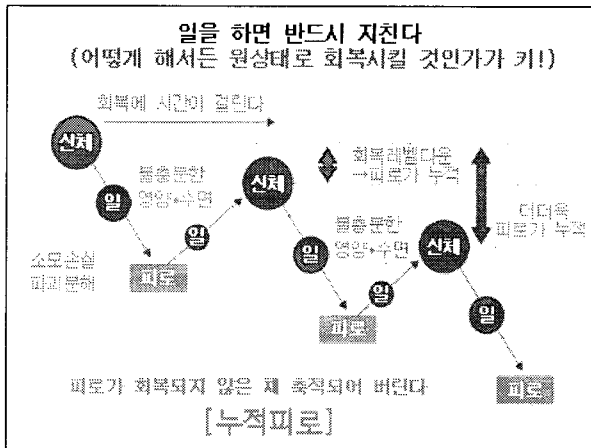 일을 하면 반드시 지친다
(어떻게 해서든 원상태로 회복시킬 것인가가 키!)
회복에 시간이 걸린다
신체
일
불충분한
영양·수면
일
소모손실
파괴분해
피로
신체
회복레벨다운
→피로가 누적
일
불충분한
영양·수면
일
피로
신체
더더욱
피로가 누적
일
피로
피로가 회복되지 않은 채 축적되어 버린다
[누적피로]